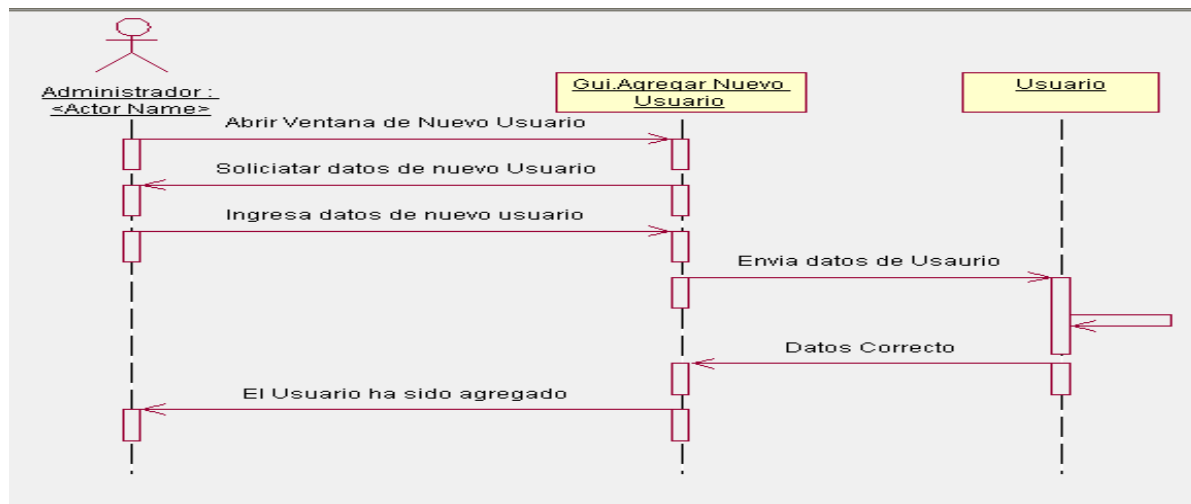 Administrador :
<Actor Name>
Gui.Agregar Nuevo
Usuario
Usuario
Abrir Ventana de Nuevo Usuario
Soliciatar datos de nuevo Usuario
Ingresa datos de nuevo usuario
Envia datos de Usaurio
Datos Correcto
El Usuario ha sido agregado